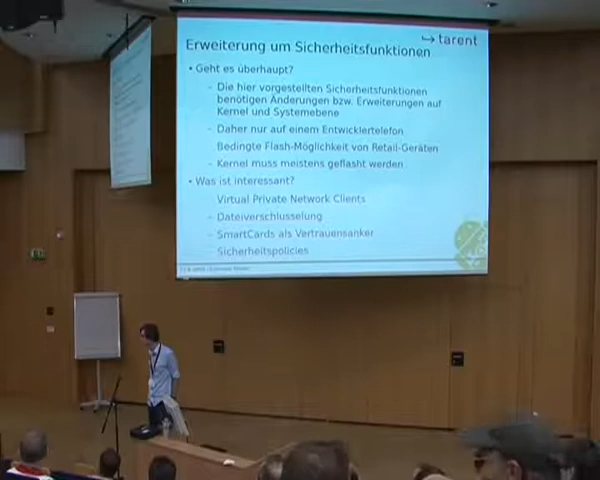 tarent
Erweiterung um Sicherheitsfunktionen
• Geht es überhaupt?
– Die hier vorgestellten Sicherheitsfunktionen
benötigen Änderungen bzw. Erweiterungen auf
Kernel und Systemebene
– Daher nur auf einem Entwicklertelefon
Bedingte Flash-Möglichkeit von Retail-Geräten
– Kernel muss meistens geflasht werden
• Was ist interessant?
Virtual Private Network Clients
– Dateiverschlüsselung
– SmartCards als Vertrauensanker
Sicherheitspolicies